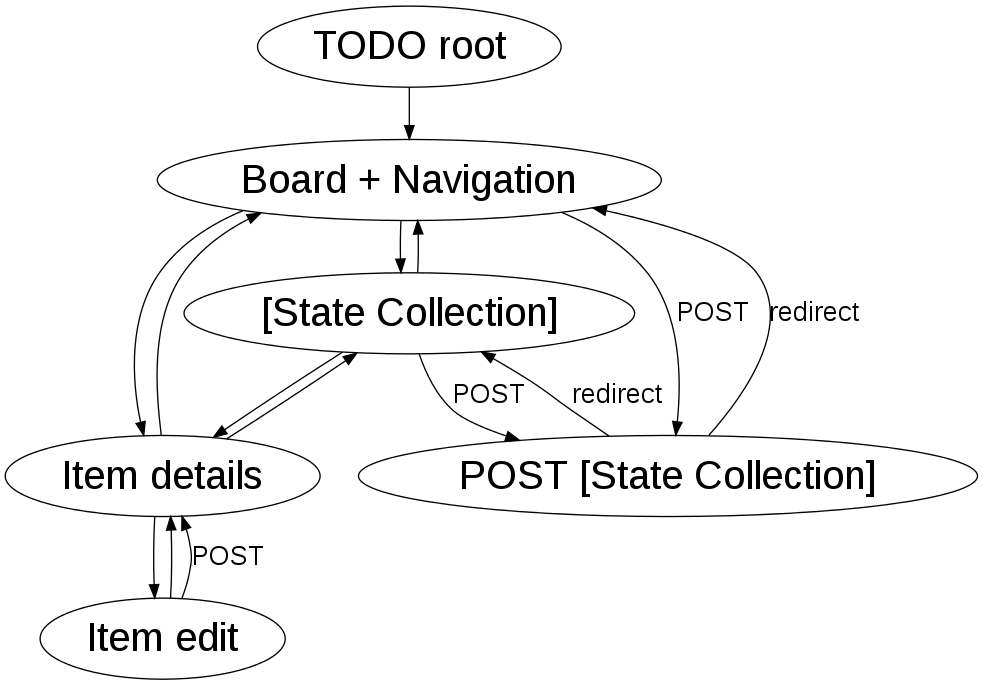 TODO root
Board + Navigation
[State Collection]
POST
redirect
POST
redirect
Item details
POST [State Collection]
POST
Item edit